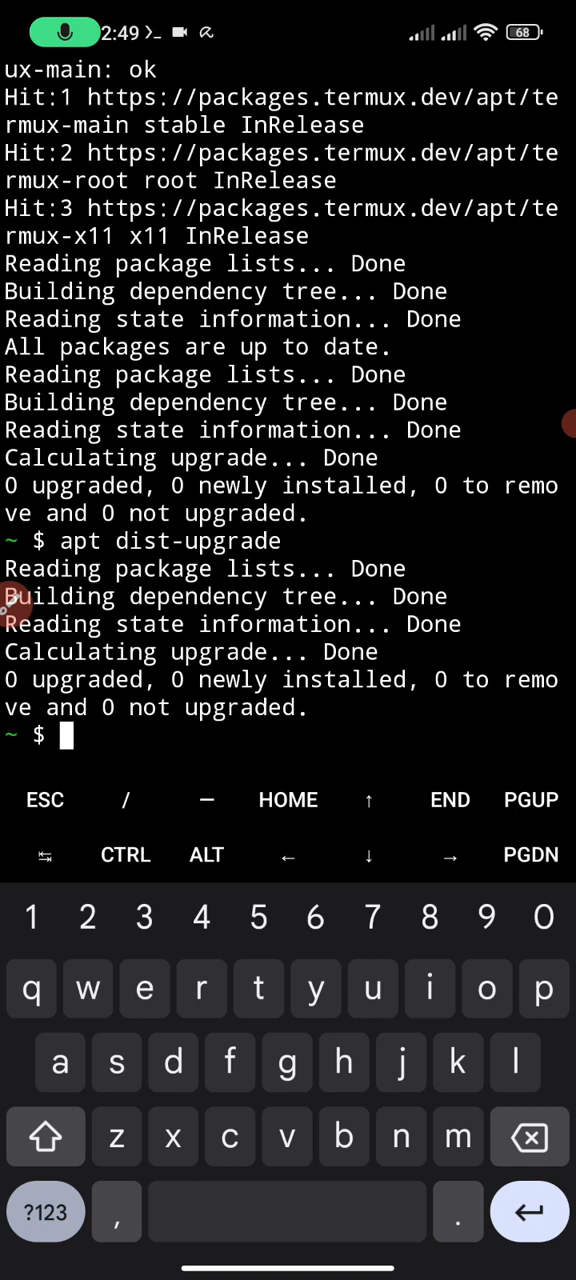 2:49
68
ux-main: ok
Hit:1 https://packages.termux.dev/apt/te
rmux-main stable InRelease
Hit:2 https://packages.termux.dev/apt/te
rmux-root root InRelease
Hit:3 https://packages.termux.dev/apt/te
rmux-x11 x11 InRelease
Reading package lists... Done
Building dependency tree... Done
Reading state information... Done
All packages are up to date.
Reading package lists... Done
Building dependency tree... Done
Reading state information... Done
Calculating upgrade... Done
0 upgraded, 0 newly installed, 0 to remo
ve and 0 not upgraded.
~ $ apt dist-upgrade
Reading package lists... Done
Building dependency tree... Done
Reading state information... Done
Calculating upgrade... Done
0 upgraded, 0 newly installed, 0 to remo
ve and 0 not upgraded.
~ $
ESC / — HOME ↑ END PGUP
↹ CTRL ALT ← ↓ → PGDN
1 2 3 4 5 6 7 8 9 0
q w e r t y u i o p
a s d f g h j k l
z x c v b n m
?123 , .